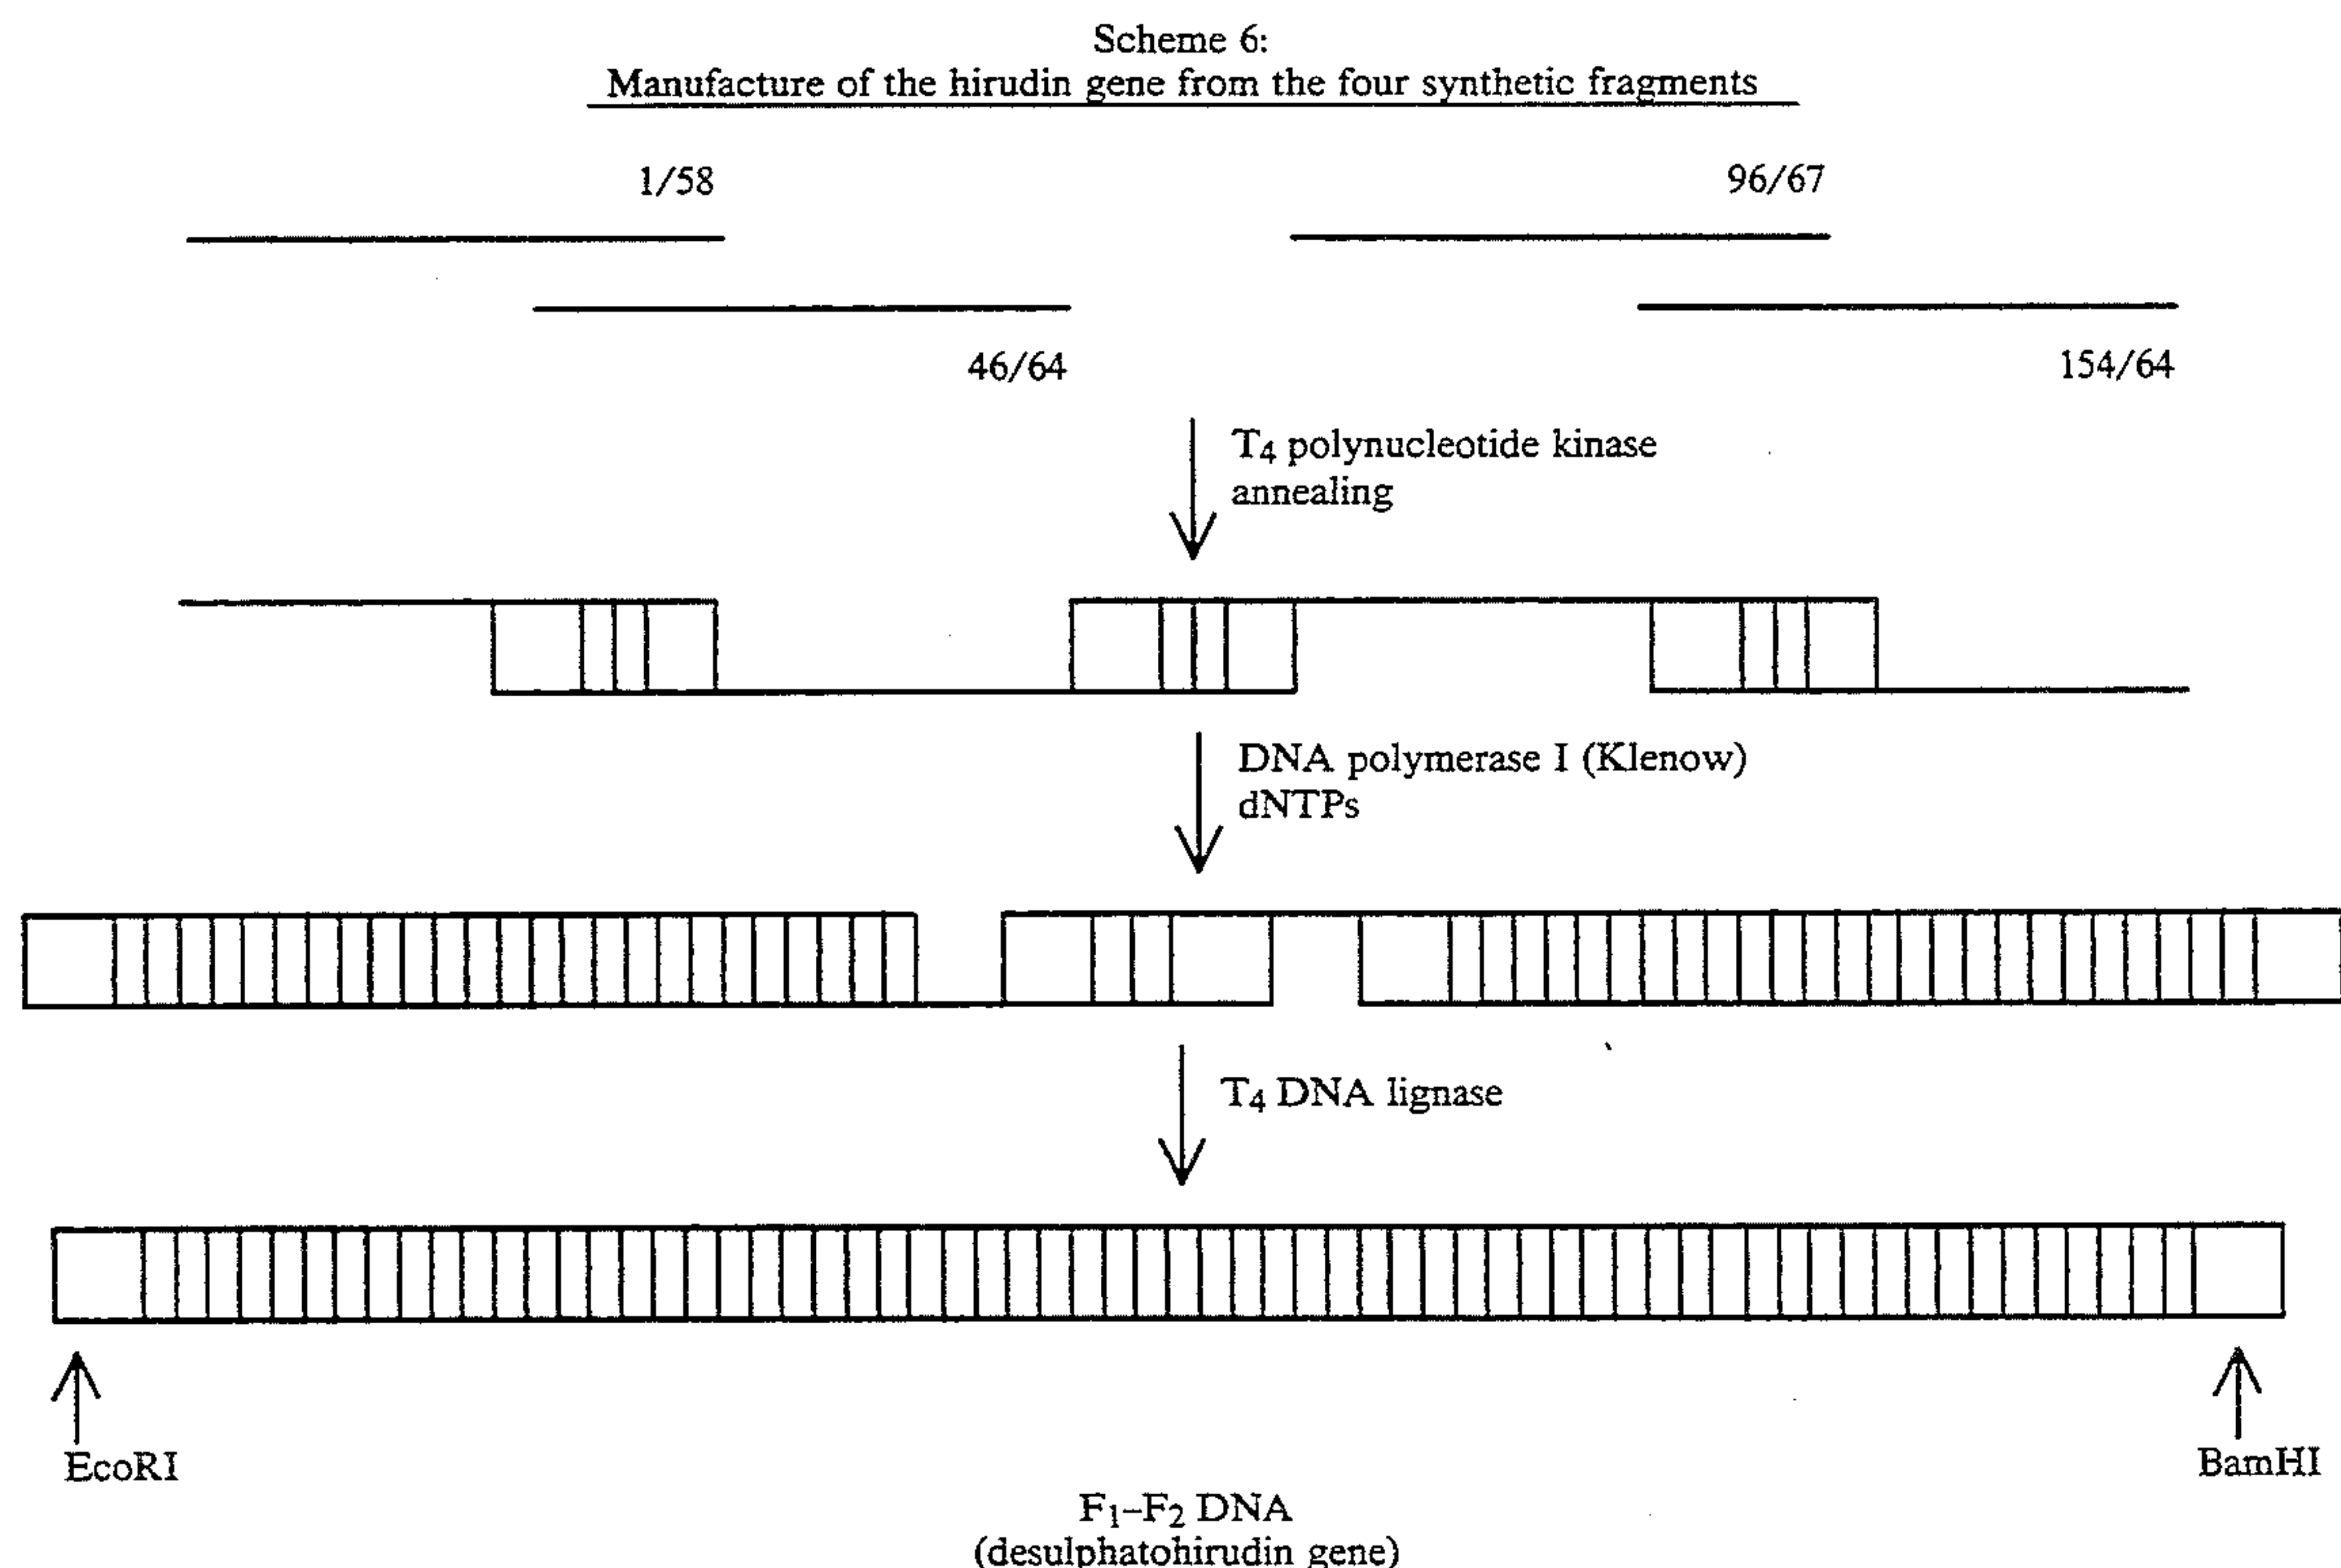 Scheme 6:
Manufacture of the hirudin gene from the four synthetic fragments
1/58
96/67
46/64
154/64
T4 polynucleotide kinase
annealing
DNA polymerase I (Klenow)
dNTPs
T4 DNA lignase
EcoRI
BamHI
F1–F2 DNA
(desulphatohirudin gene)